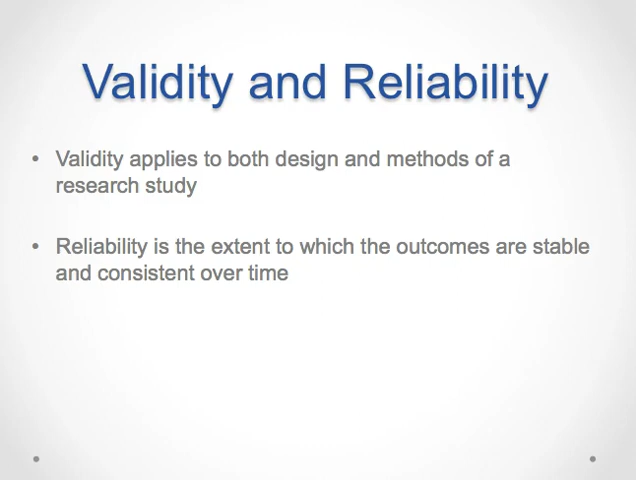 Validity and Reliability
• Validity applies to both design and methods of a
research study
• Reliability is the extent to which the outcomes are stable
and consistent over time